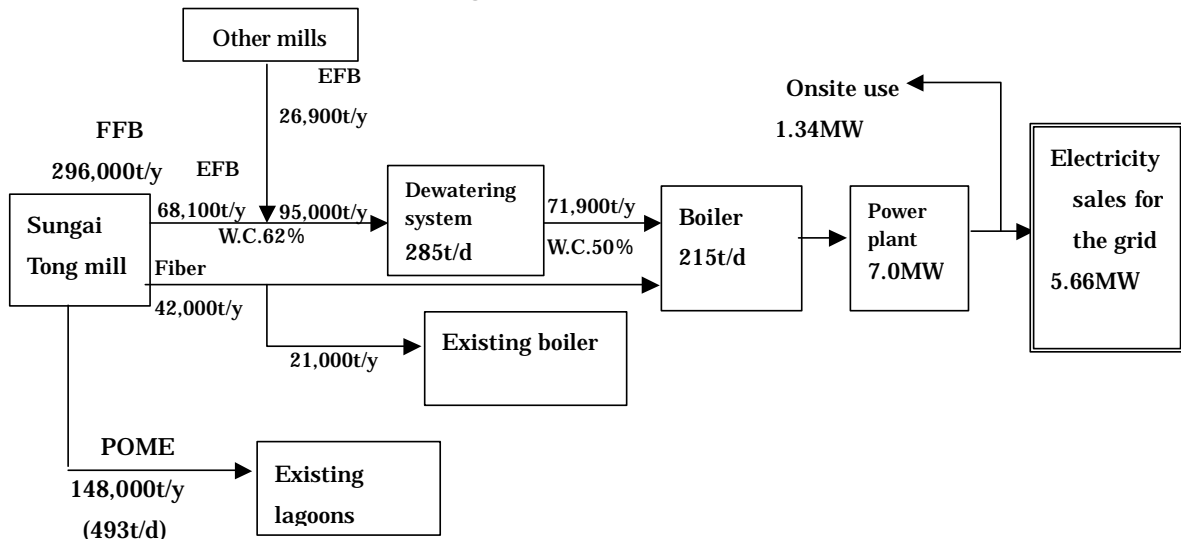 Other mills
EFB
26,900t/y
Onsite use
1.34MW
FFB
296,000t/y
EFB
68,100t/y
95,000t/y
W.C.62%
Sungai
Tong mill
Dewatering
system
285t/d
71,900t/y
W.C.50%
Boiler
215t/d
Power
plant
7.0MW
Electricity
sales for
the grid
5.66MW
Fiber
42,000t/y
21,000t/y
Existing boiler
POME
148,000t/y
(493t/d)
Existing
lagoons